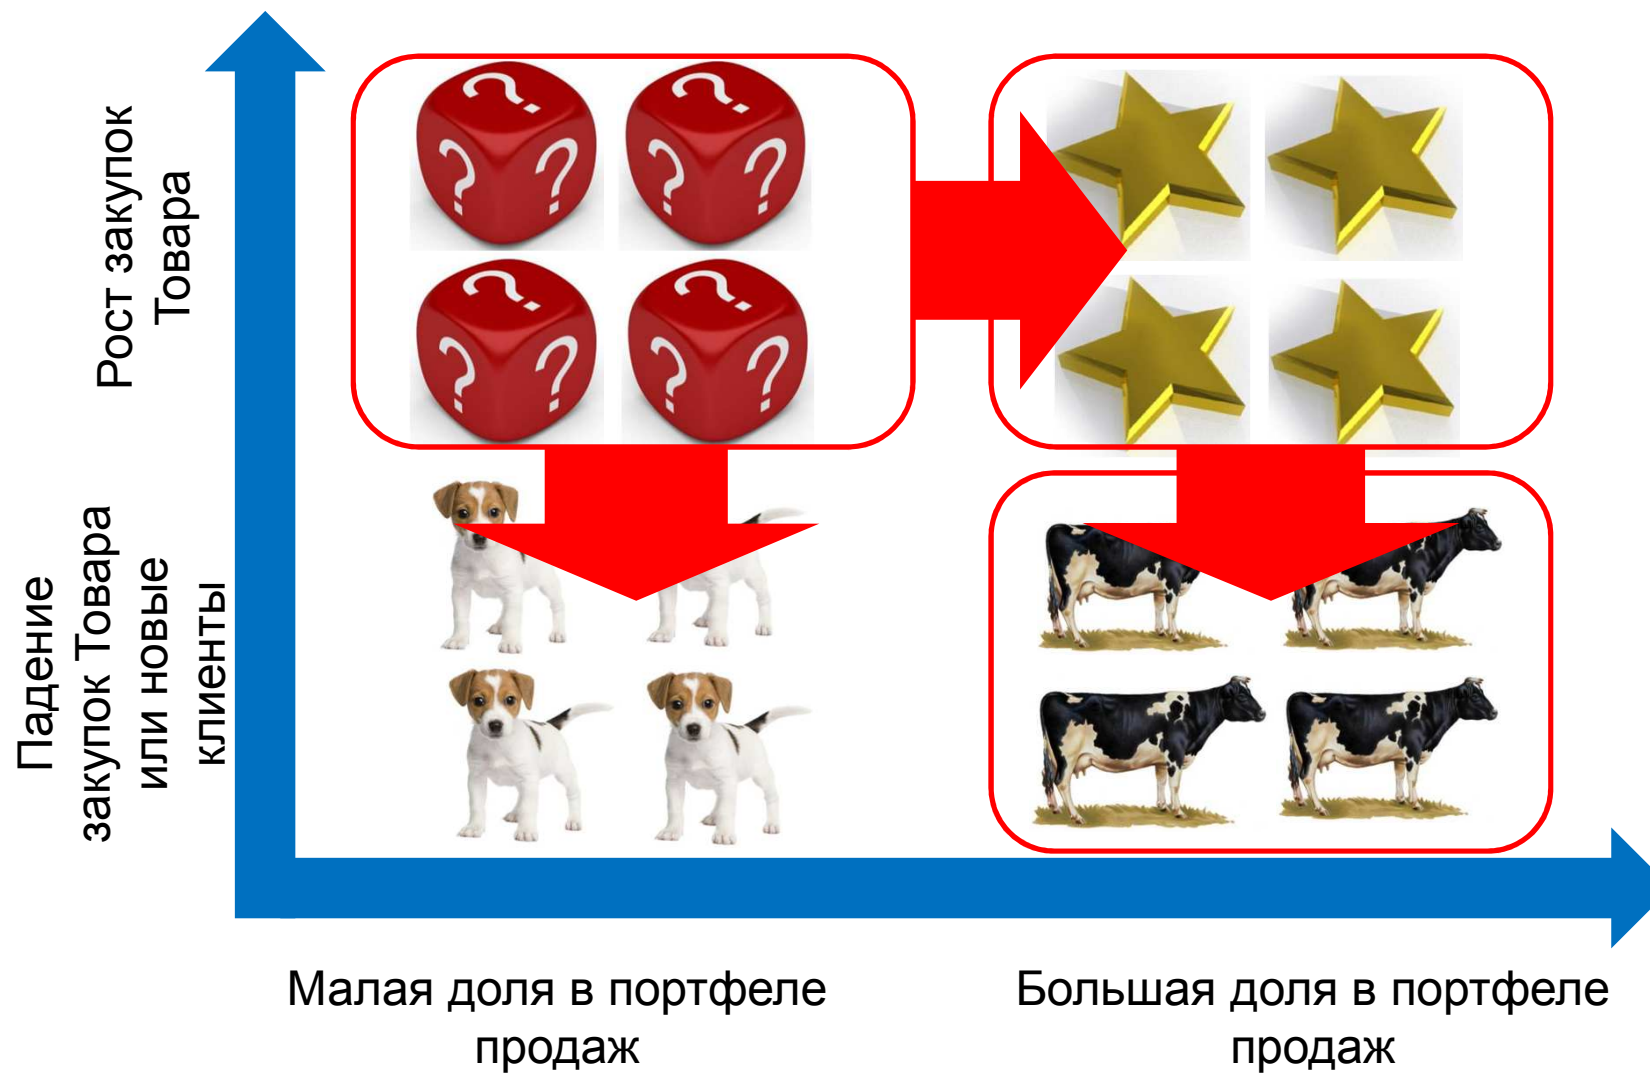 Рост закупок
Товара
Падение
закупок Товара
или новые
клиенты
Малая доля в портфеле
продаж
Большая доля в портфеле
продаж